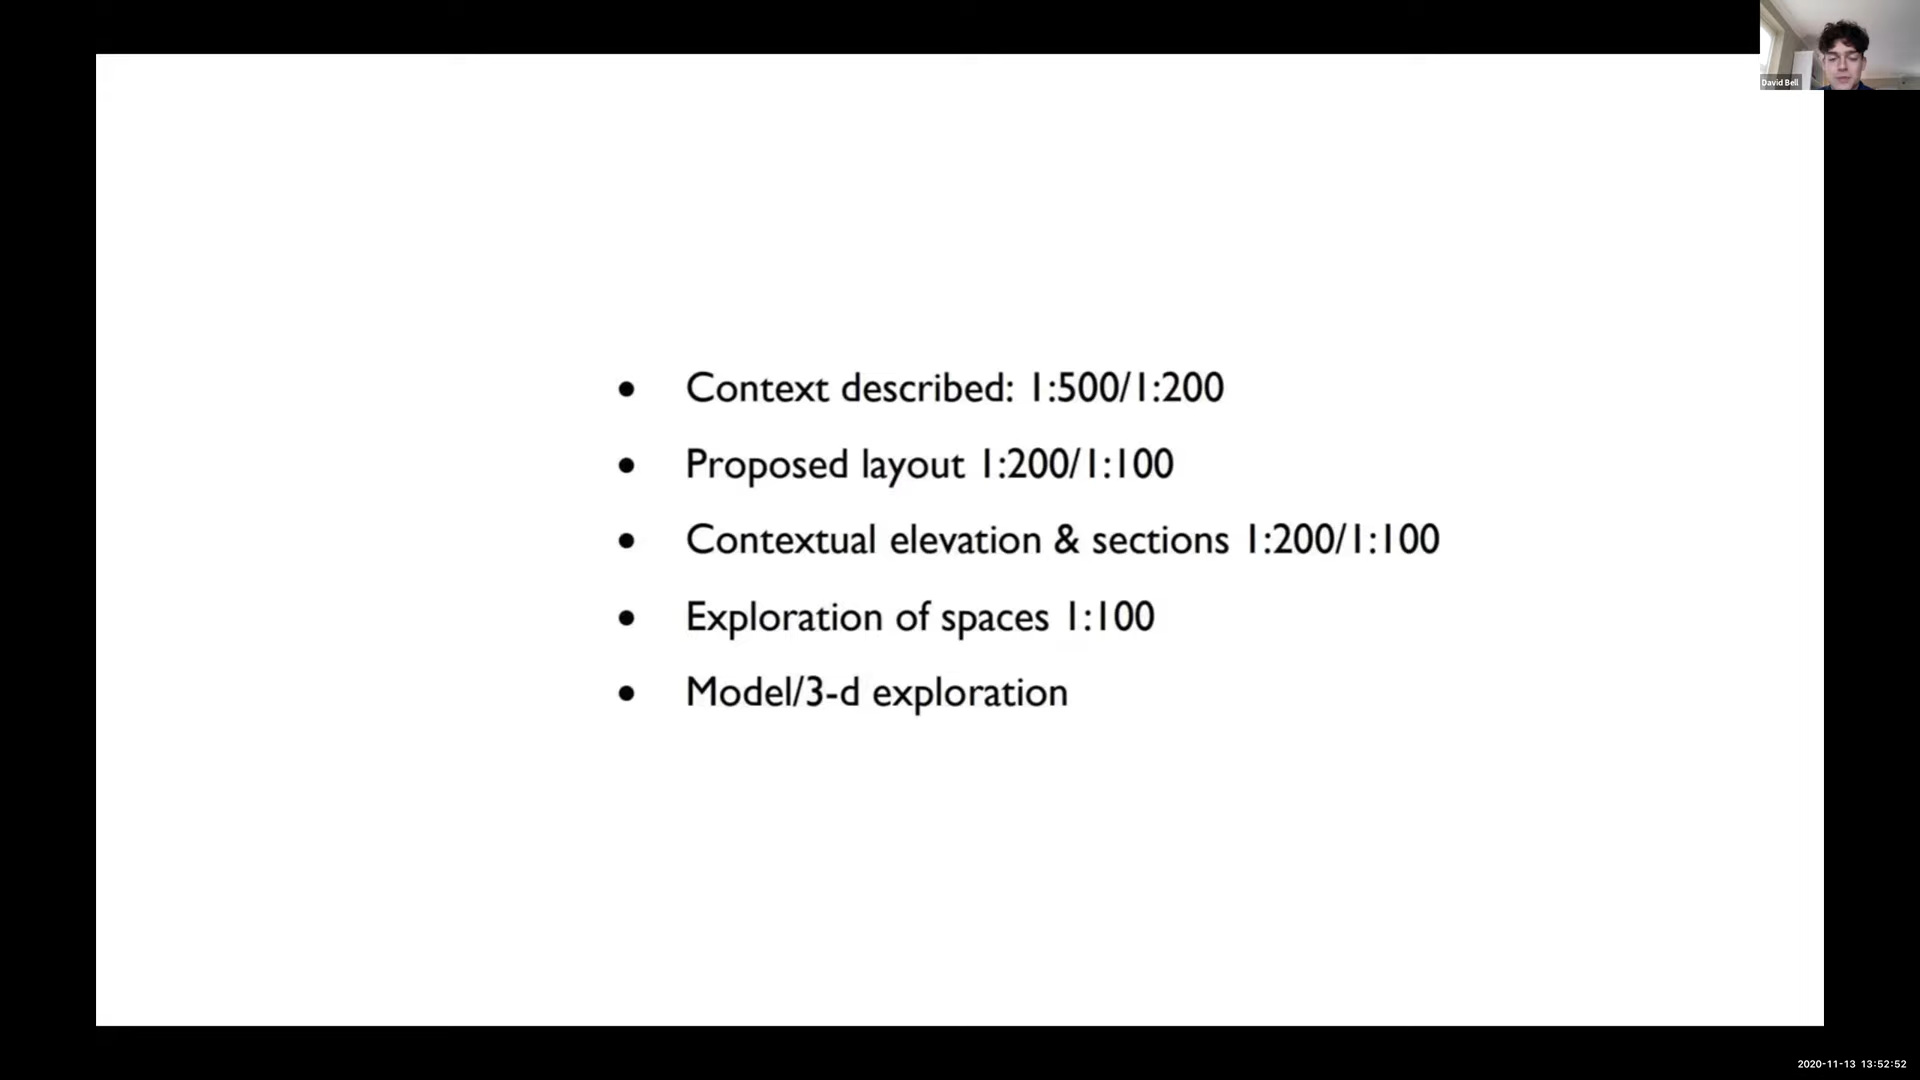 David Bell
• Context described: 1:500/1:200
• Proposed layout 1:200/1:100
• Contextual elevation & sections 1:200/1:100
• Exploration of spaces 1:100
• Model/3-d exploration
2020-11-13 13:52:52